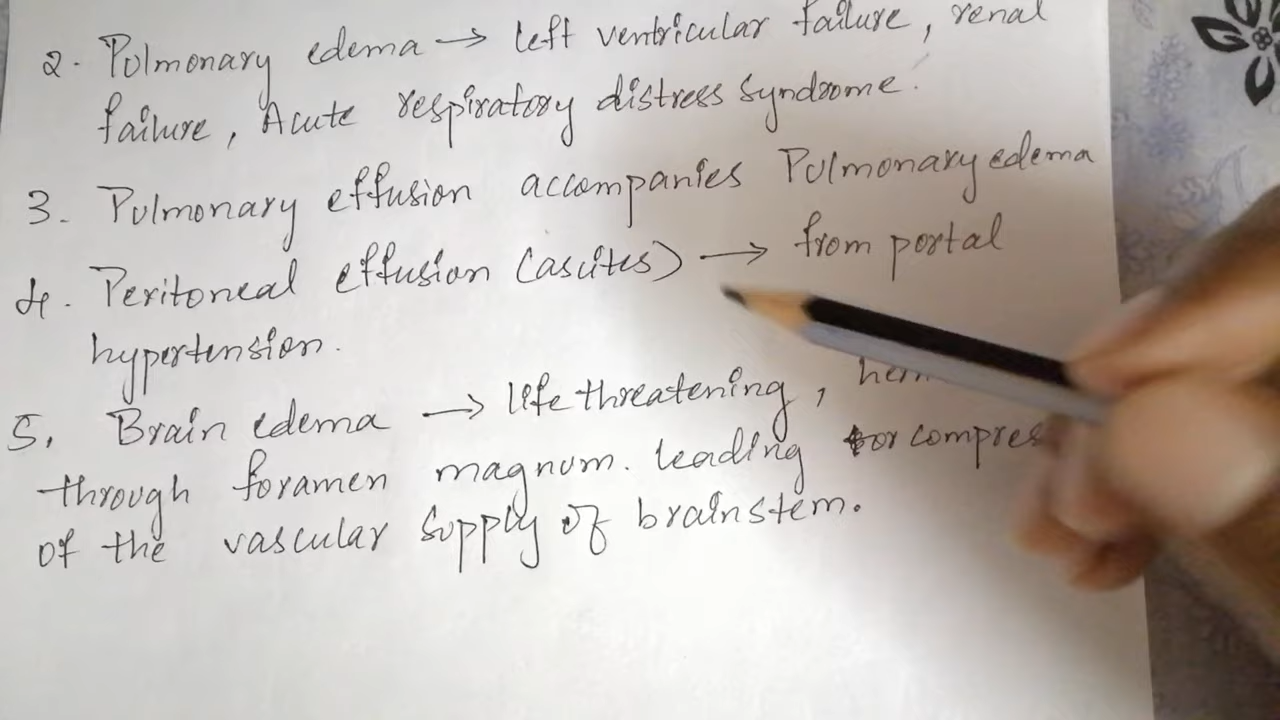 2. Pulmonary edema → left ventricular failure, renal
failure, Acute respiratory distress syndrome.
3. Pulmonary effusion accompanies Pulmonary edema
4. Peritoneal effusion (ascites) → from portal
hypertension.
5. Brain edema → life threatening,
through foramen magnum. leading or compres
of the vascular supply of brainstem.